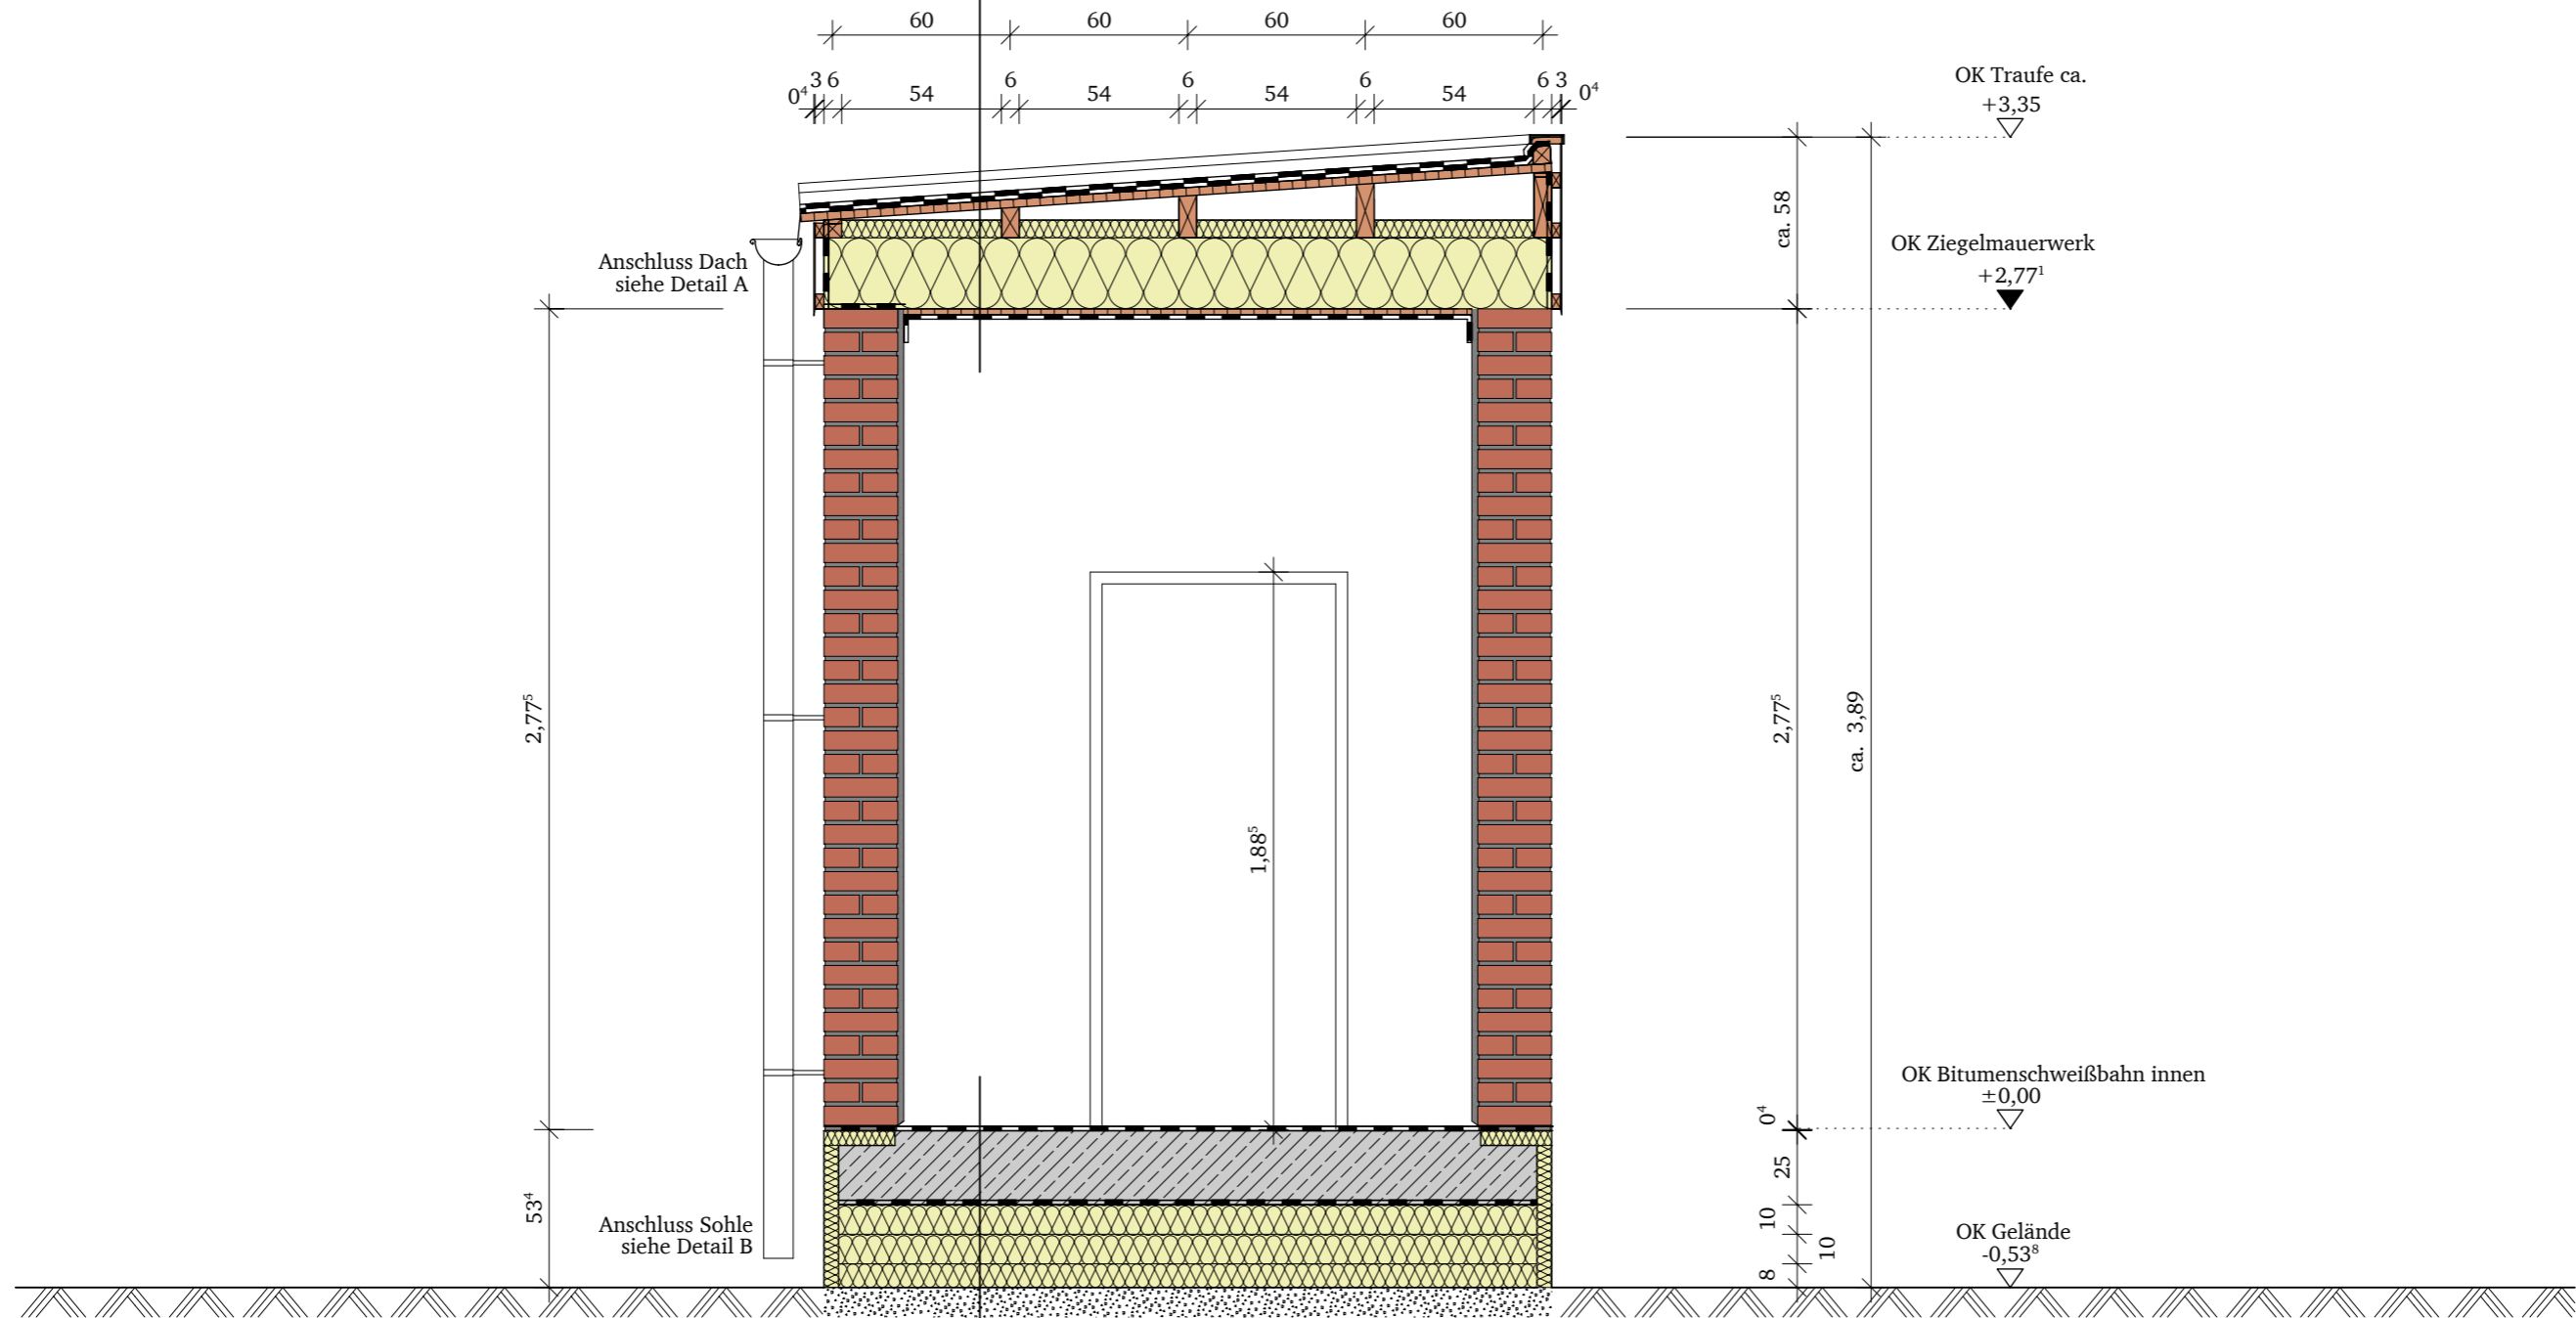 60 60 60 60
0⁴ 3 6 54 6 54 6 54 6 54 6 3 0⁴
OK Traufe ca.
+3,35
ca. 58
OK Ziegelmauerwerk
+2,77¹
Anschluss Dach
siehe Detail A
2,77⁵
1,88⁵
2,77⁵
ca. 3,89
OK Bitumenschweißbahn innen
±0,00
0⁴
25
10
10
8
53⁴
Anschluss Sohle
siehe Detail B
OK Gelände
-0,53⁸